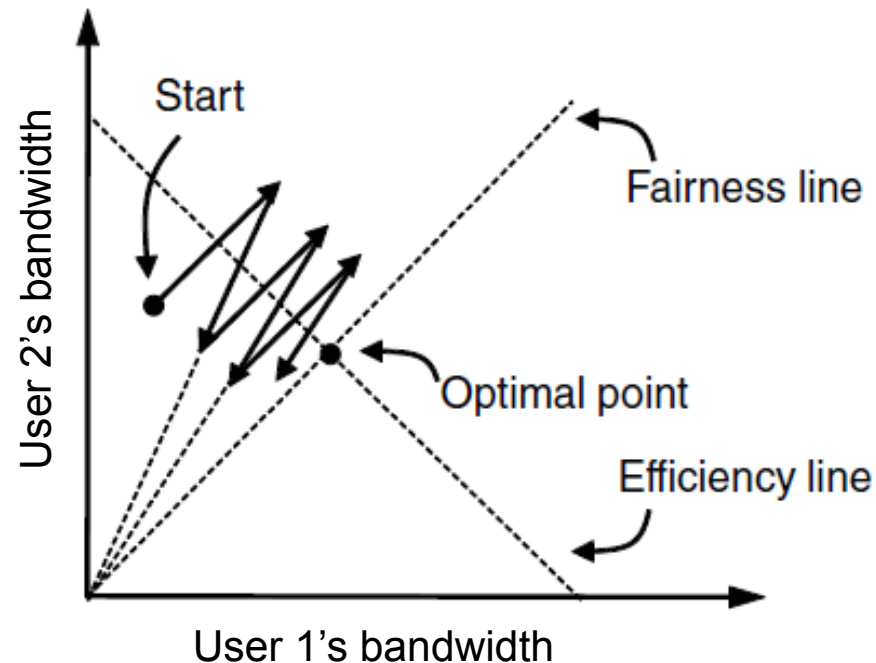 Start
Fairness line
User 2’s bandwidth
Optimal point
Efficiency line
User 1’s bandwidth